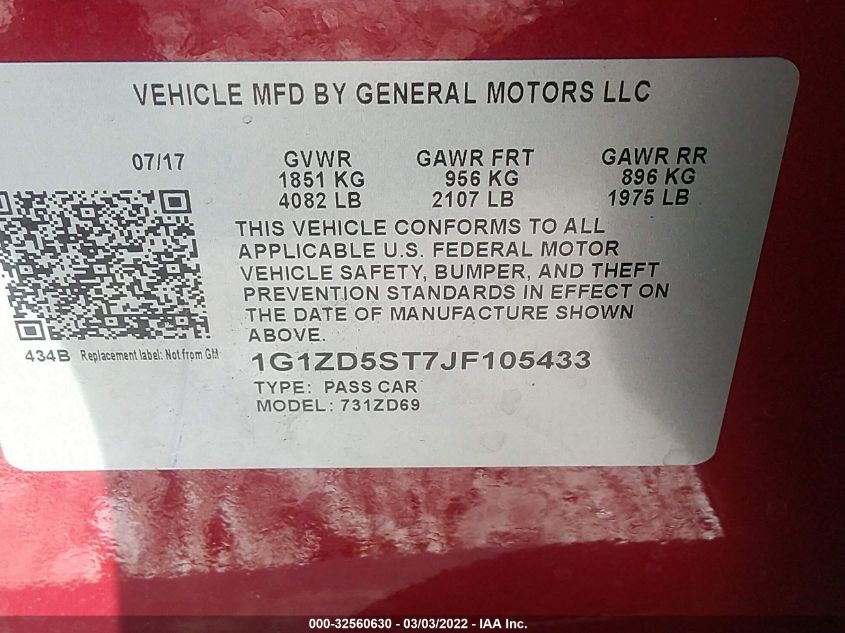 VEHICLE MFD BY GENERAL MOTORS LLC
07/17 GVWR GAWR FRT GAWR RR
1851 KG 956 KG 896 KG
4082 LB 2107 LB 1975 LB
THIS VEHICLE CONFORMS TO ALL
APPLICABLE U.S. FEDERAL MOTOR
VEHICLE SAFETY, BUMPER, AND THEFT
PREVENTION STANDARDS IN EFFECT ON
THE DATE OF MANUFACTURE SHOWN
ABOVE.
434B Replacement label: Not from GM
1G1ZD5ST7JF105433
TYPE: PASS CAR
MODEL: 731ZD69
000-32560630 - 03/03/2022 - IAA Inc.